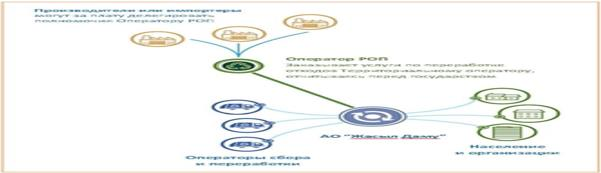 Производители или импортеры
могут за плату делегировать
полномочия Оператору РОП
Оператор РОП
Заказывает услуги по переработке
отходов Территориальному оператору,
отчитываясь перед государством
АО "Жасыл Даму"
Население
и организации
Операторы сбора
и переработки